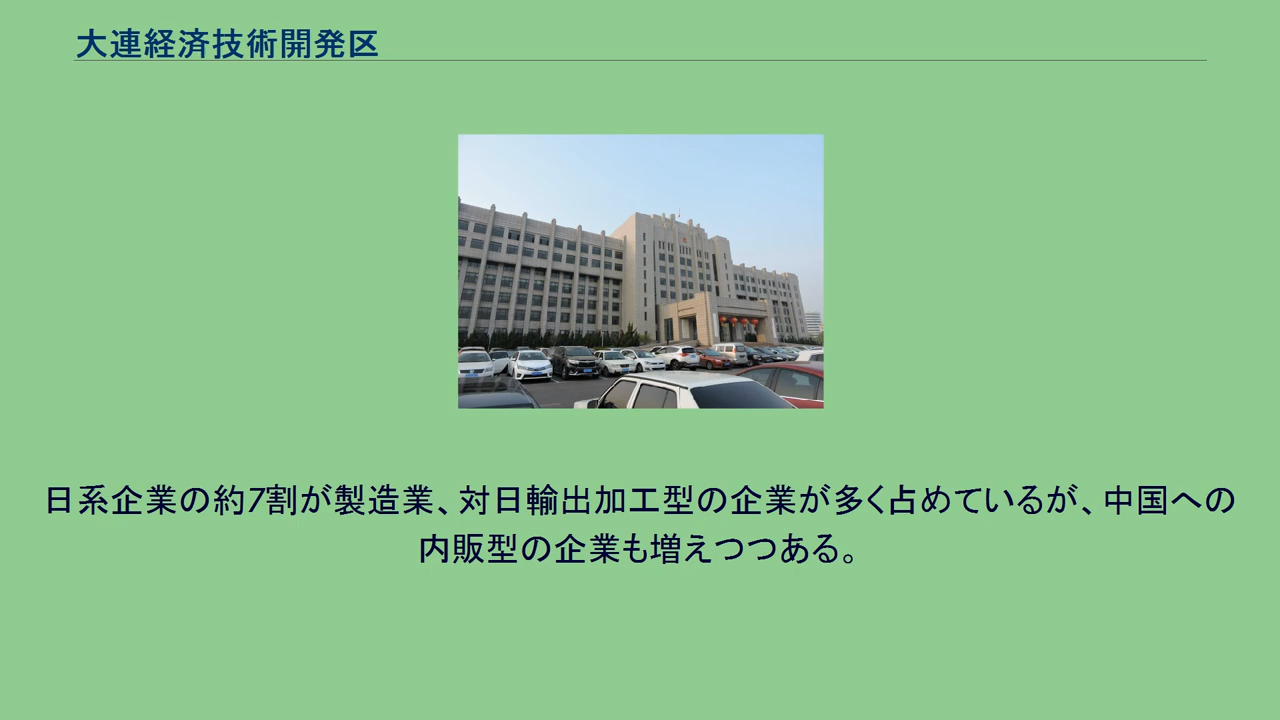 大連経済技術開発区
日系企業の約7割が製造業、対日輸出加工型の企業が多く占めているが、中国への
内販型の企業も増えつつある。